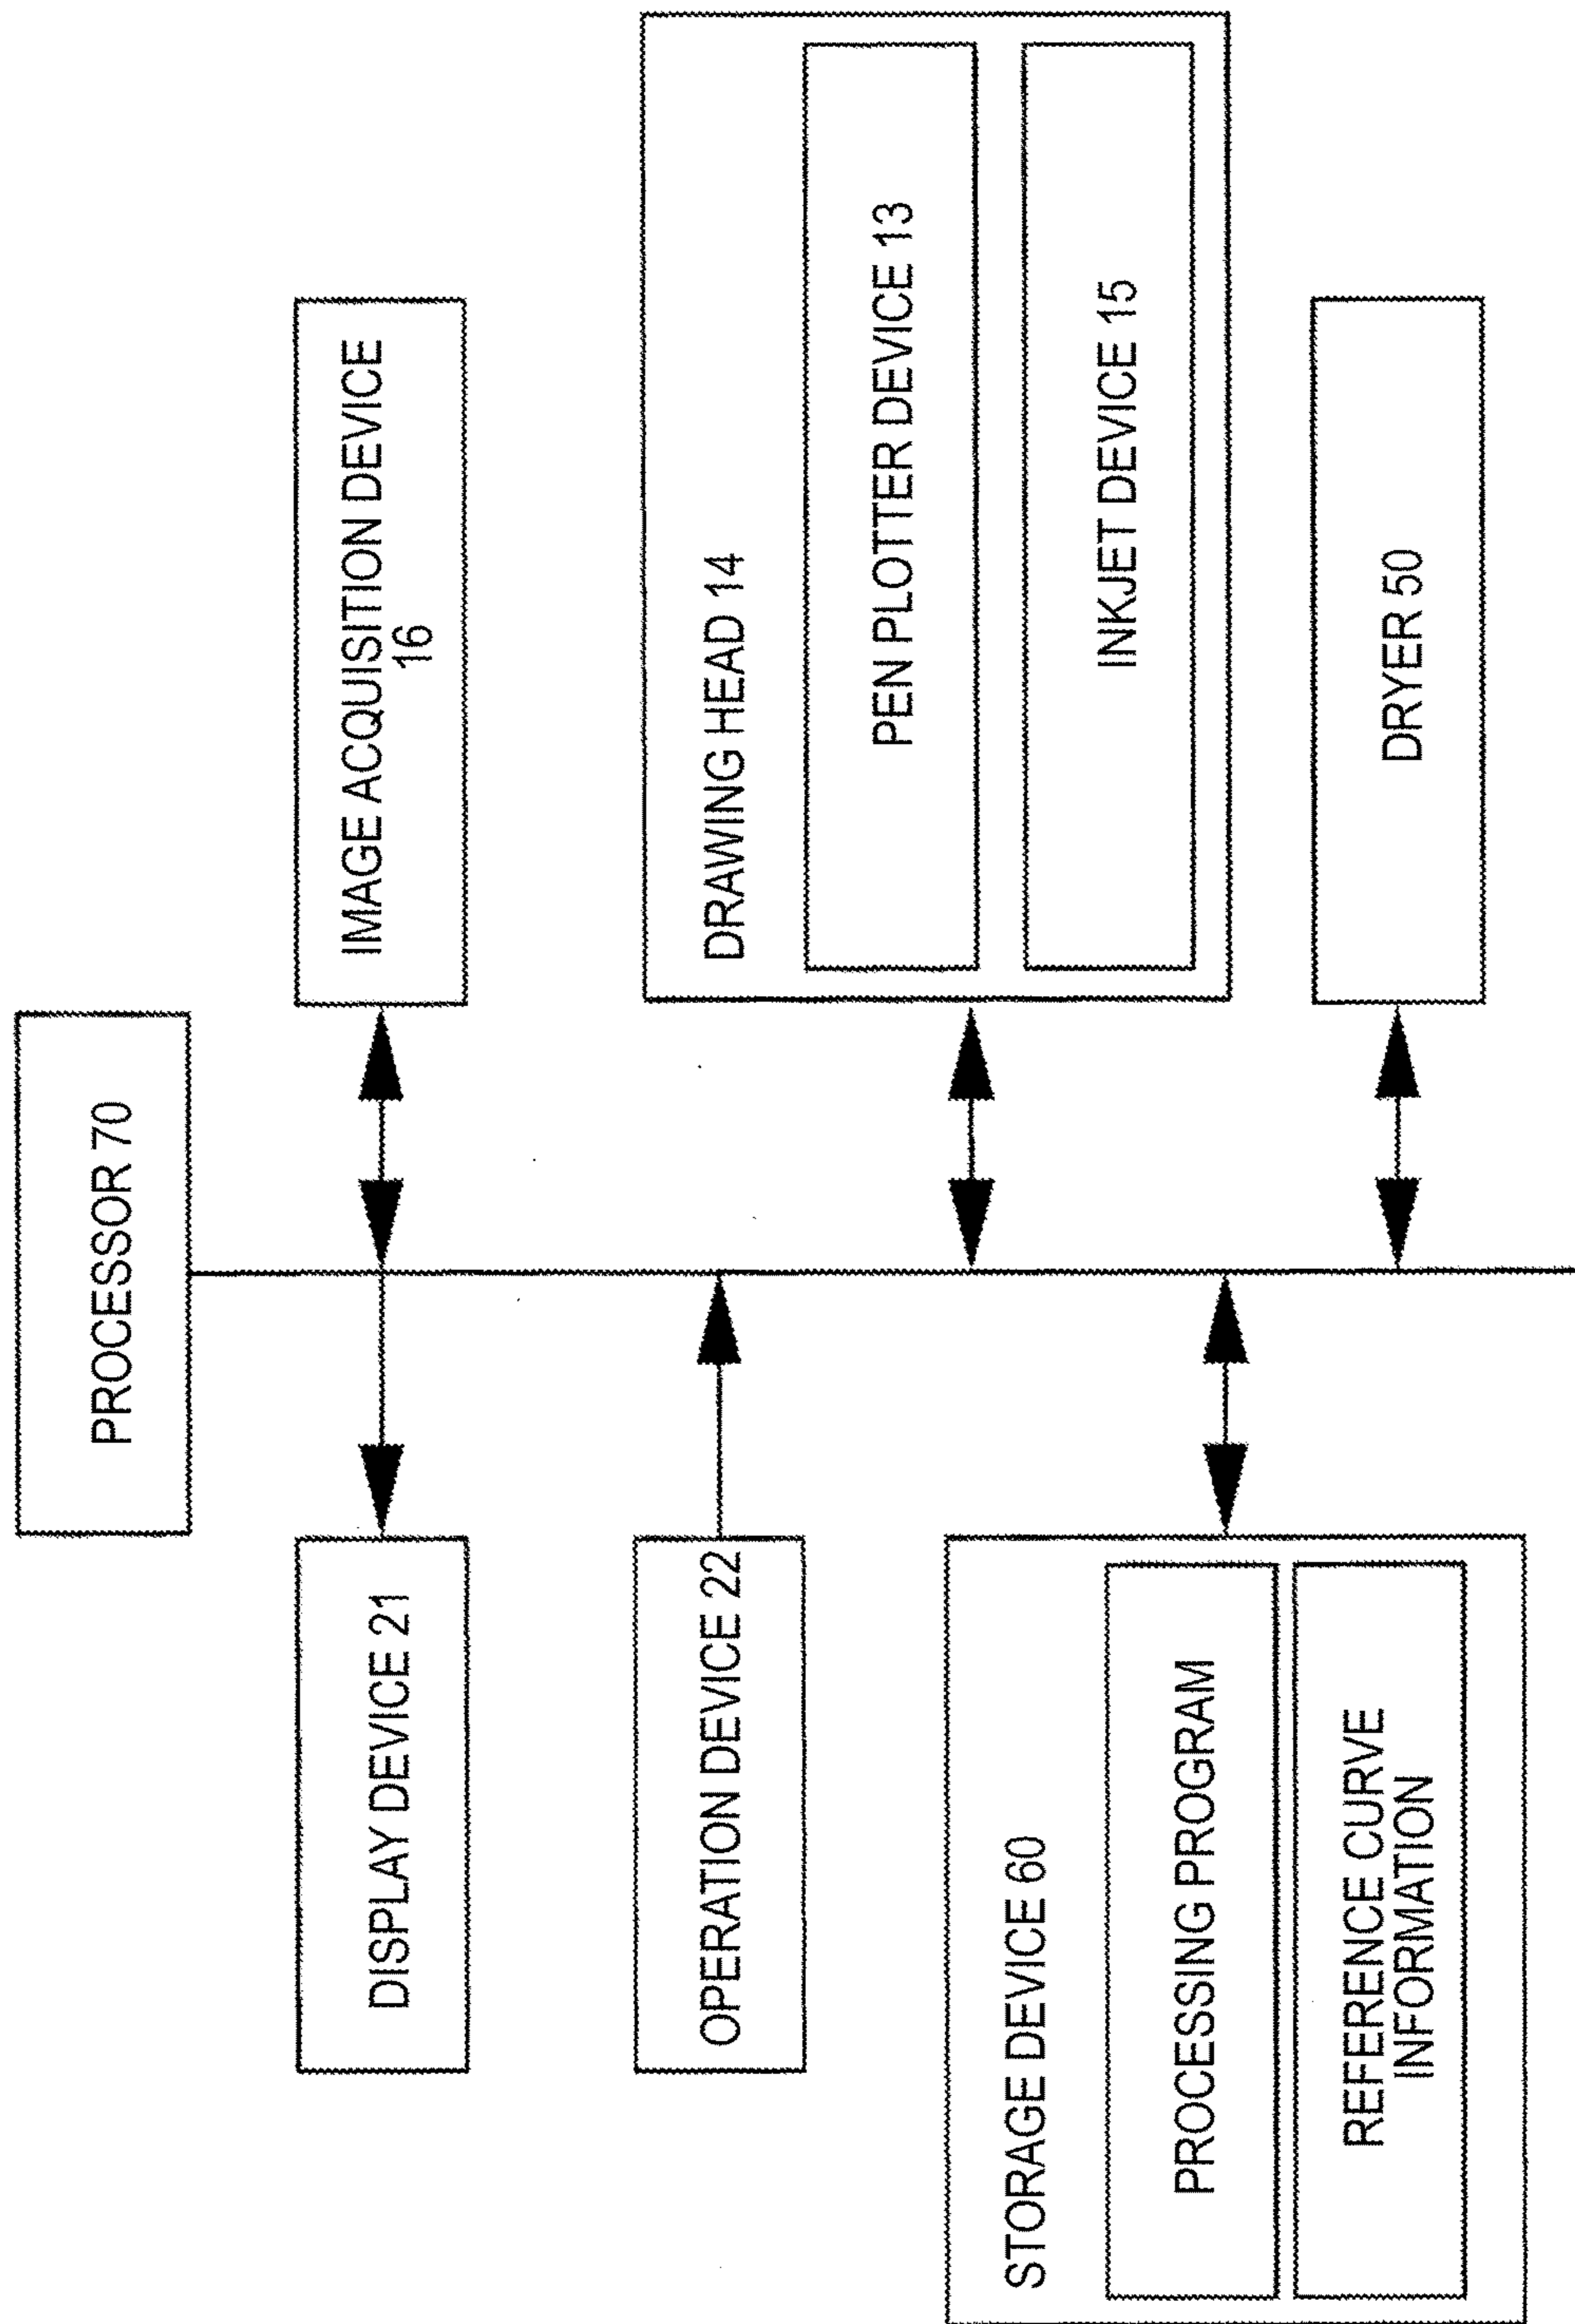 PROCESSOR 70
DISPLAY DEVICE 21
IMAGE ACQUISITION DEVICE
16
OPERATION DEVICE 22
DRAWING HEAD 14
PEN PLOTTER DEVICE 13
INKJET DEVICE 15
STORAGE DEVICE 60
PROCESSING PROGRAM
REFERENCE CURVE
INFORMATION
DRYER 50